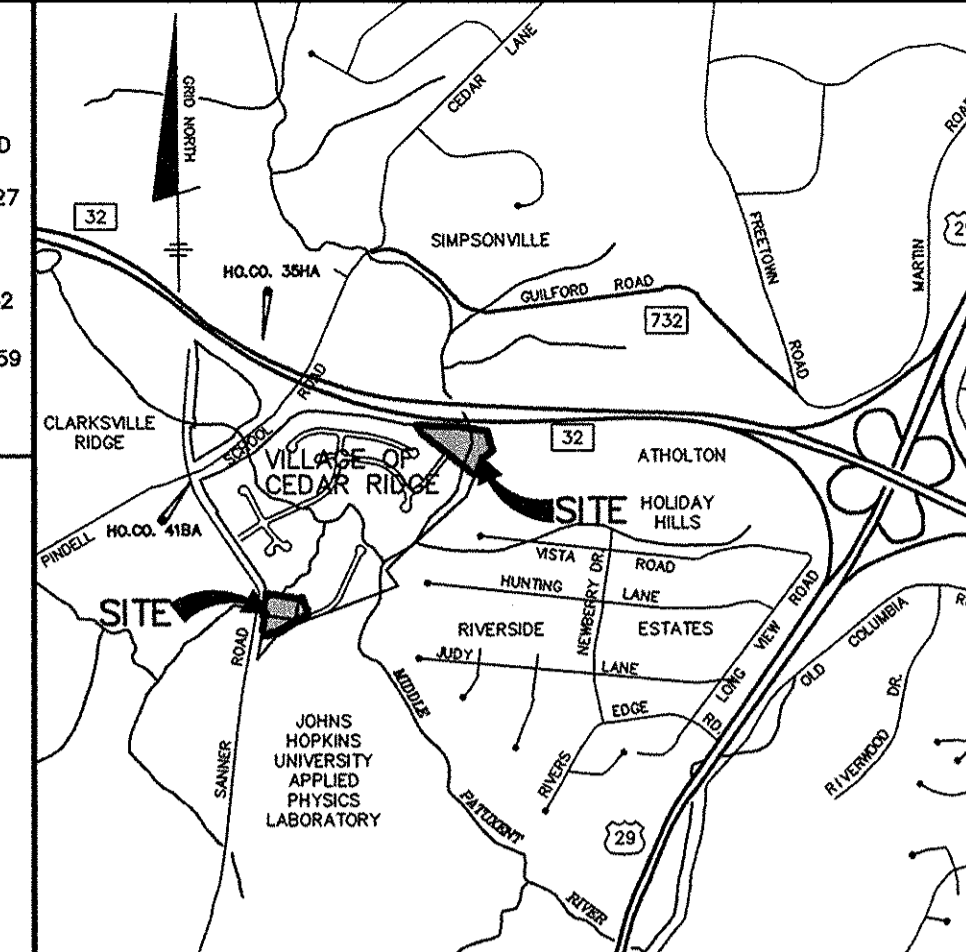 CEDAR LANE
GRID NORTH
D
27
32
SIMPSONVILLE
ROAD
FREETOWN ROAD
MARTIN
HO.CO. 35HA
GUILFORD ROAD
732
59
CLARKSVILLE
RIDGE
SCHOOL ROAD
VILLAGE OF
CEDAR RIDGE
32
ATHOLTON
SITE
HOLIDAY
HILLS
HO.CO. 41BA
PINDELL
VISTA ROAD
HUNTING LANE
NEWBERRY DR.
SITE
ROAD
RIVERSIDE ESTATES
JUDY LANE
LONG VIEW ROAD
OLD COLUMBIA
MIDDLE
EDGE
RD.
DR.
JOHNS
HOPKINS
UNIVERSITY
APPLIED
PHYSICS
LABORATORY
SANNER
RIVERS
RIVERWOOD
PATUXENT
29
RIVER